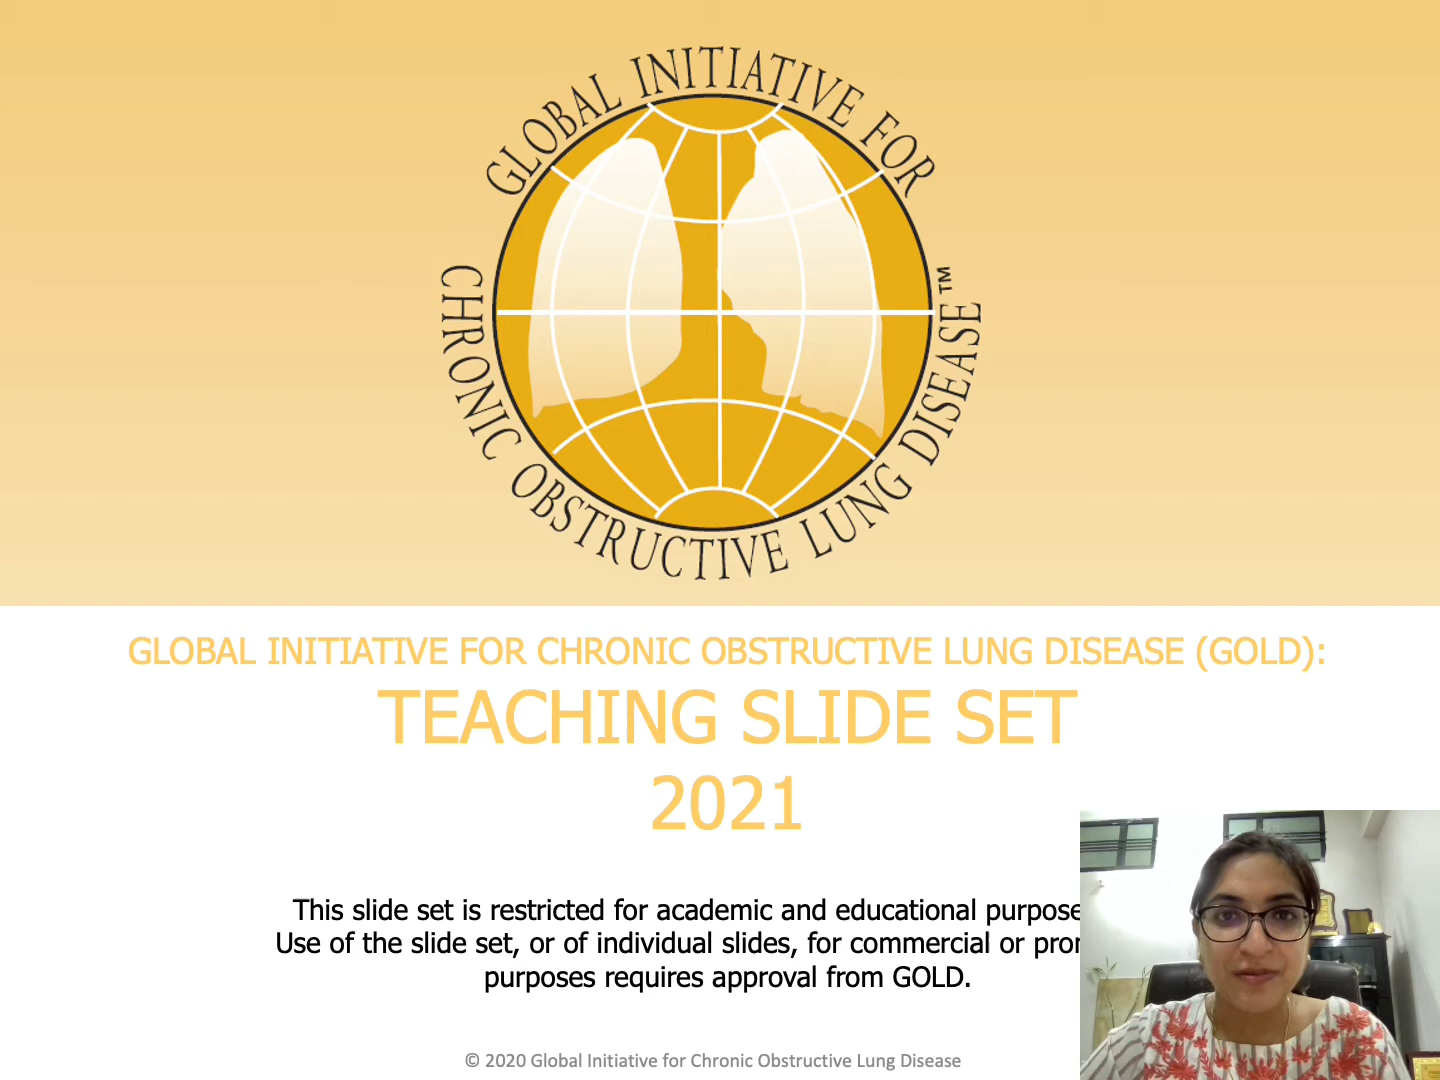 GLOBAL INITIATIVE FOR
CHRONIC OBSTRUCTIVE LUNG DISEASE™
GLOBAL INITIATIVE FOR CHRONIC OBSTRUCTIVE LUNG DISEASE (GOLD):
TEACHING SLIDE SET
2021
This slide set is restricted for academic and educational
Use of the slide set, or of individual slides, for commercial or
purposes requires approval from GOLD.
© 2020 Global Initiative for Chronic Obstructive Lung Disease